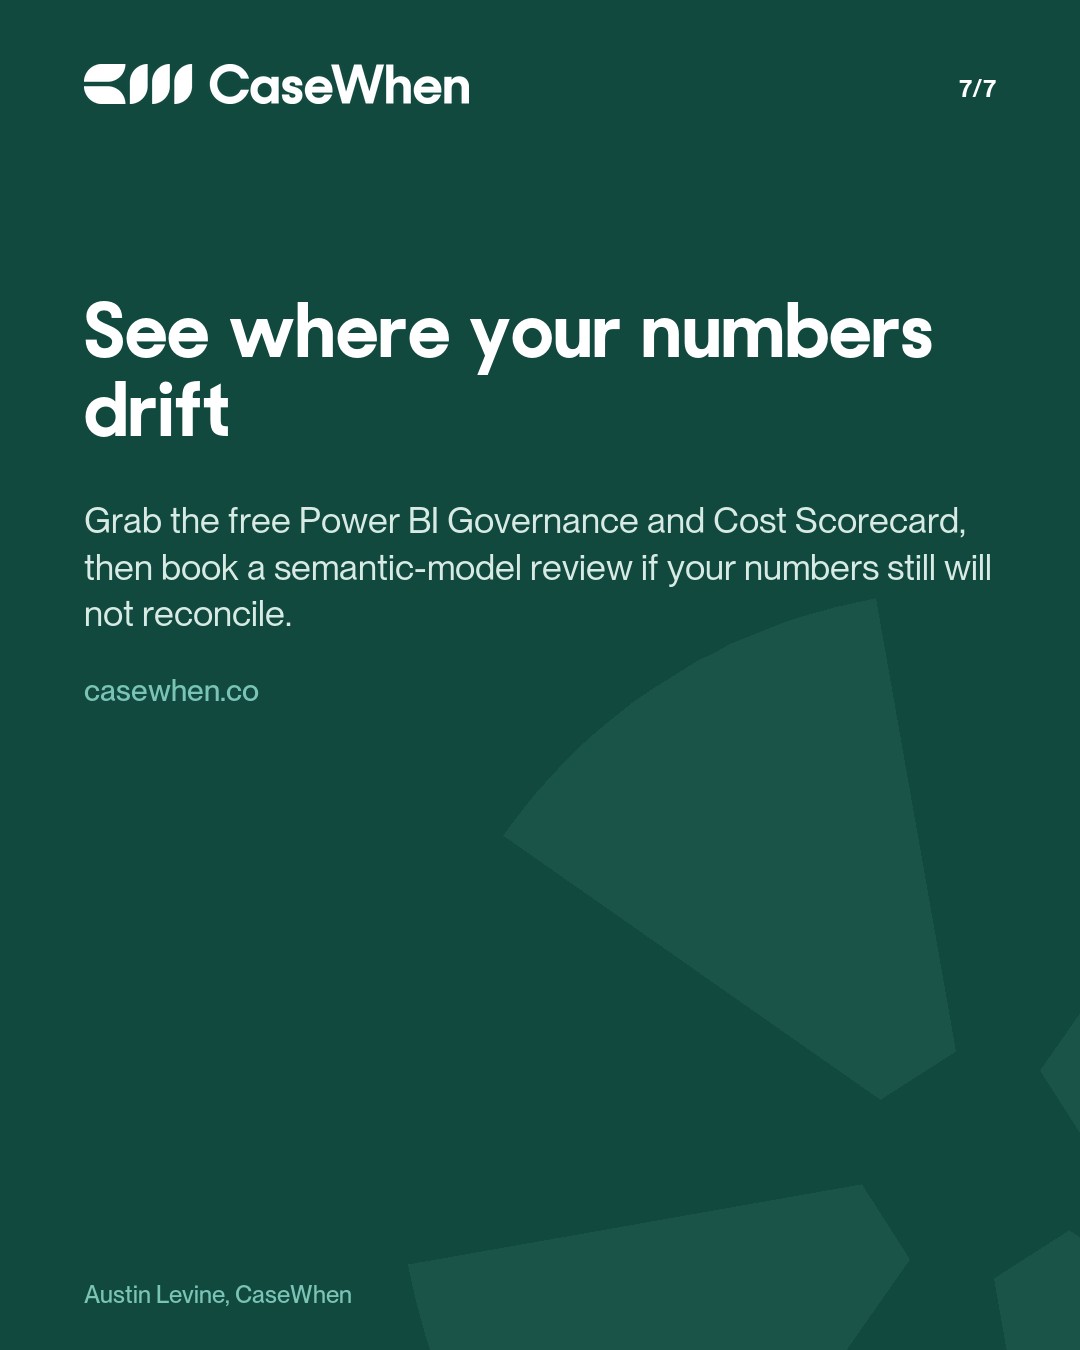 CaseWhen
7/7
See where your numbers
drift
Grab the free Power BI Governance and Cost Scorecard,
then book a semantic-model review if your numbers still will
not reconcile.
casewhen.co
Austin Levine, CaseWhen